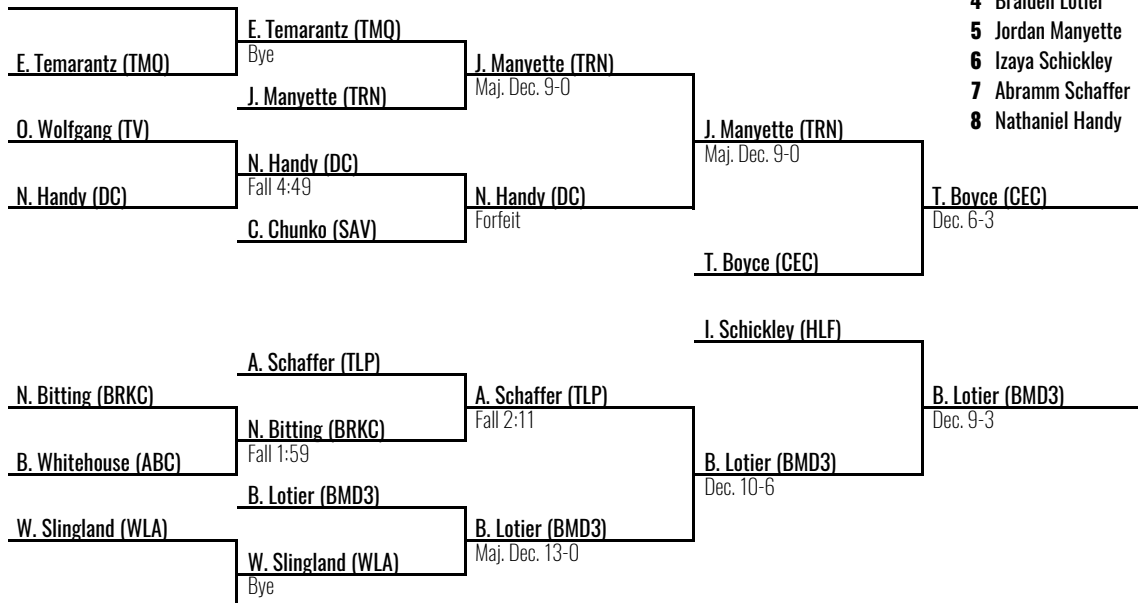 4 Braiden Lotier
5 Jordan Manyette
6 Izaya Schickley
7 Abramm Schaffer
8 Nathaniel Handy
E. Temarantz (TMQ)
E. Temarantz (TMQ)
Bye
J. Manyette (TRN)
J. Manyette (TRN)
Maj. Dec. 9-0
O. Wolfgang (TV)
N. Handy (DC)
N. Handy (DC)
Fall 4:49
C. Chunko (SAV)
N. Handy (DC)
Forfeit
J. Manyette (TRN)
Maj. Dec. 9-0
T. Boyce (CEC)
T. Boyce (CEC)
Dec. 6-3
I. Schickley (HLF)
A. Schaffer (TLP)
N. Bitting (BRKC)
B. Whitehouse (ABC)
N. Bitting (BRKC)
Fall 1:59
A. Schaffer (TLP)
Fall 2:11
B. Lotier (BMD3)
W. Slingland (WLA)
W. Slingland (WLA)
Bye
B. Lotier (BMD3)
Maj. Dec. 13-0
B. Lotier (BMD3)
Dec. 10-6
B. Lotier (BMD3)
Dec. 9-3